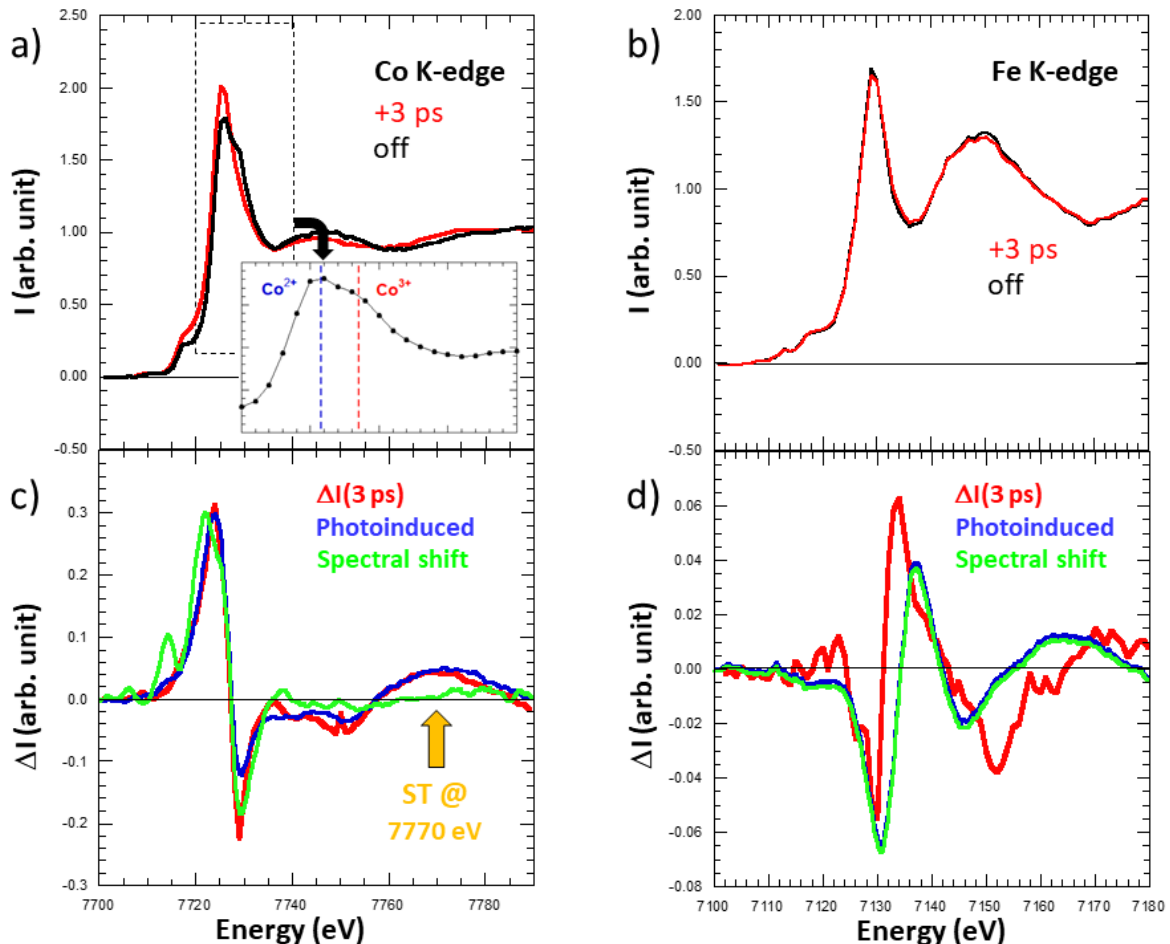 a)
I (arb. unit)
2.50
2.00
1.50
1.00
0.50
0.00
-0.50
Co K-edge
+3 ps
off
Co2+
Co3+
b)
I (arb. unit)
2.00
1.50
1.00
0.50
0.00
-0.50
Fe K-edge
+3 ps
off
c)
ΔI (arb. unit)
0.3
0.2
0.1
0.0
-0.1
-0.2
-0.3
ΔI(3 ps)
Photoinduced
Spectral shift
ST @
7770 eV
7700 7720 7740 7760 7780
Energy (eV)
d)
ΔI (arb. unit)
0.06
0.04
0.02
0.00
-0.02
-0.04
-0.06
-0.08
ΔI(3 ps)
Photoinduced
Spectral shift
7100 7110 7120 7130 7140 7150 7160 7170 7180
Energy (eV)